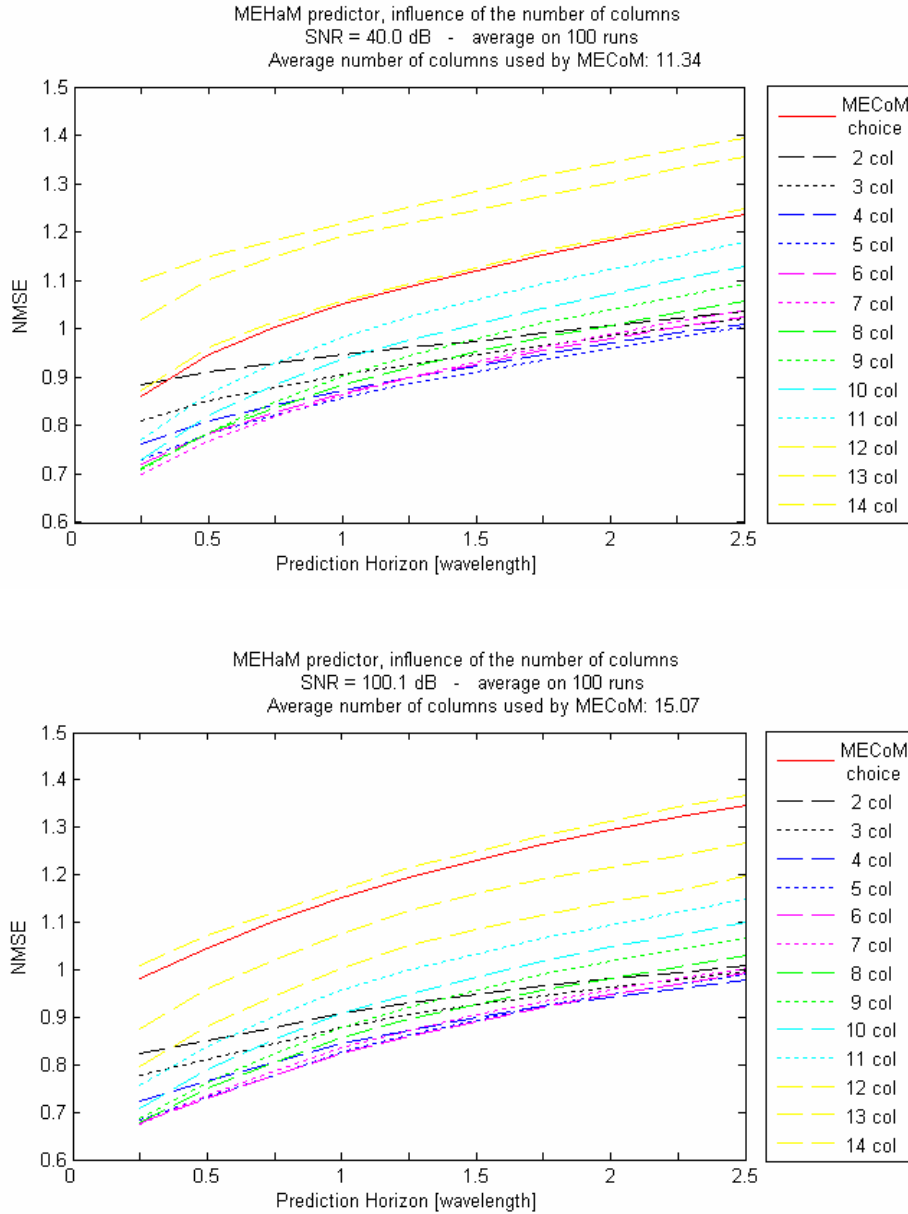 MEHaM predictor, influence of the number of columns
SNR = 40.0 dB - average on 100 runs
Average number of columns used by MECoM: 11.34
1.5
1.4
1.3
1.2
1.1
1
0.9
0.8
0.7
0.6
NMSE
0
0.5
1
1.5
2
2.5
Prediction Horizon [wavelength]
MECoM
choice
2 col
3 col
4 col
5 col
6 col
7 col
8 col
9 col
10 col
11 col
12 col
13 col
14 col
MEHaM predictor, influence of the number of columns
SNR = 100.1 dB - average on 100 runs
Average number of columns used by MECoM: 15.07
1.5
1.4
1.3
1.2
1.1
1
0.9
0.8
0.7
0.6
NMSE
0
0.5
1
1.5
2
2.5
Prediction Horizon [wavelength]
MECoM
choice
2 col
3 col
4 col
5 col
6 col
7 col
8 col
9 col
10 col
11 col
12 col
13 col
14 col